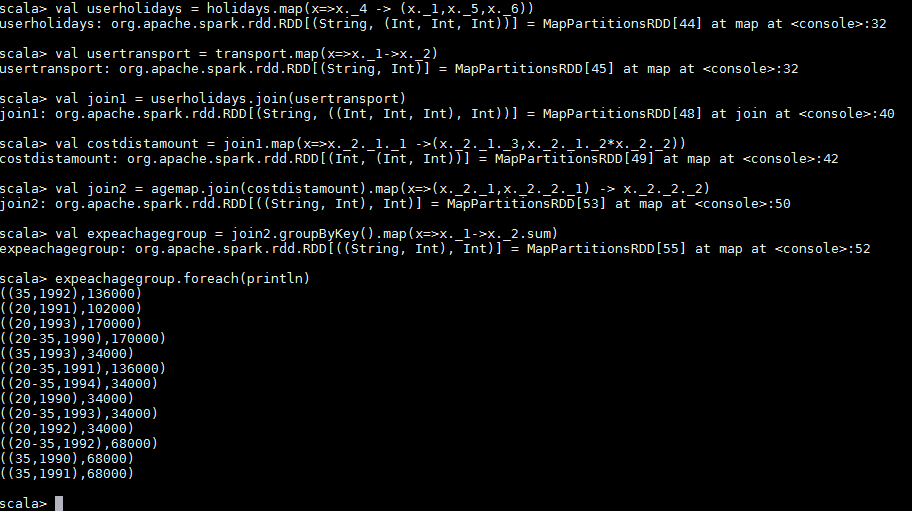 scala> val userholidays = holidays.map(x=>x._4 -> (x._1,x._5,x._6))
userholidays: org.apache.spark.rdd.RDD[(String, (Int, Int, Int))] = MapPartitionsRDD[44] at map at <console>:32
scala> val usertransport = transport.map(x=>x._1->x._2)
usertransport: org.apache.spark.rdd.RDD[(String, Int)] = MapPartitionsRDD[45] at map at <console>:32
scala> val join1 = userholidays.join(usertransport)
join1: org.apache.spark.rdd.RDD[(String, ((Int, Int, Int), Int))] = MapPartitionsRDD[48] at join at <console>:40
scala> val costdistamount = join1.map(x=>x._2._1._1 ->(x._2._1._3,x._2._1._2*x._2._2))
costdistamount: org.apache.spark.rdd.RDD[(Int, (Int, Int))] = MapPartitionsRDD[49] at map at <console>:42
scala> val join2 = agemap.join(costdistamount).map(x=>(x._2._1,x._2._2._1) -> x._2._2._2)
join2: org.apache.spark.rdd.RDD[((String, Int), Int)] = MapPartitionsRDD[53] at map at <console>:50
scala> val expeachagegroup = join2.groupByKey().map(x=>x._1->x._2.sum)
expeachagegroup: org.apache.spark.rdd.RDD[((String, Int), Int)] = MapPartitionsRDD[55] at map at <console>:52
scala> expeachagegroup.foreach(println)
((35,1992),136000)
((20,1991),102000)
((20,1993),170000)
((20-35,1990),170000)
((35,1993),34000)
((20-35,1991),136000)
((20-35,1994),34000)
((20,1990),34000)
((20-35,1993),34000)
((20,1992),34000)
((20-35,1992),68000)
((35,1990),68000)
((35,1991),68000)
scala>